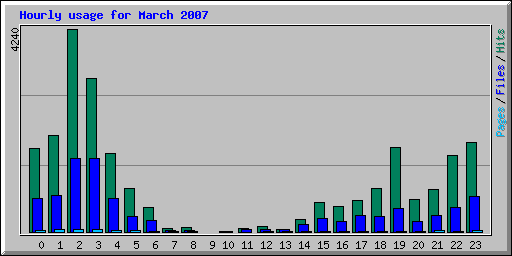 Hourly usage for March 2007
4240
Pages/Files/Hits
0 1 2 3 4 5 6 7 8 9 10 11 12 13 14 15 16 17 18 19 20 21 22 23